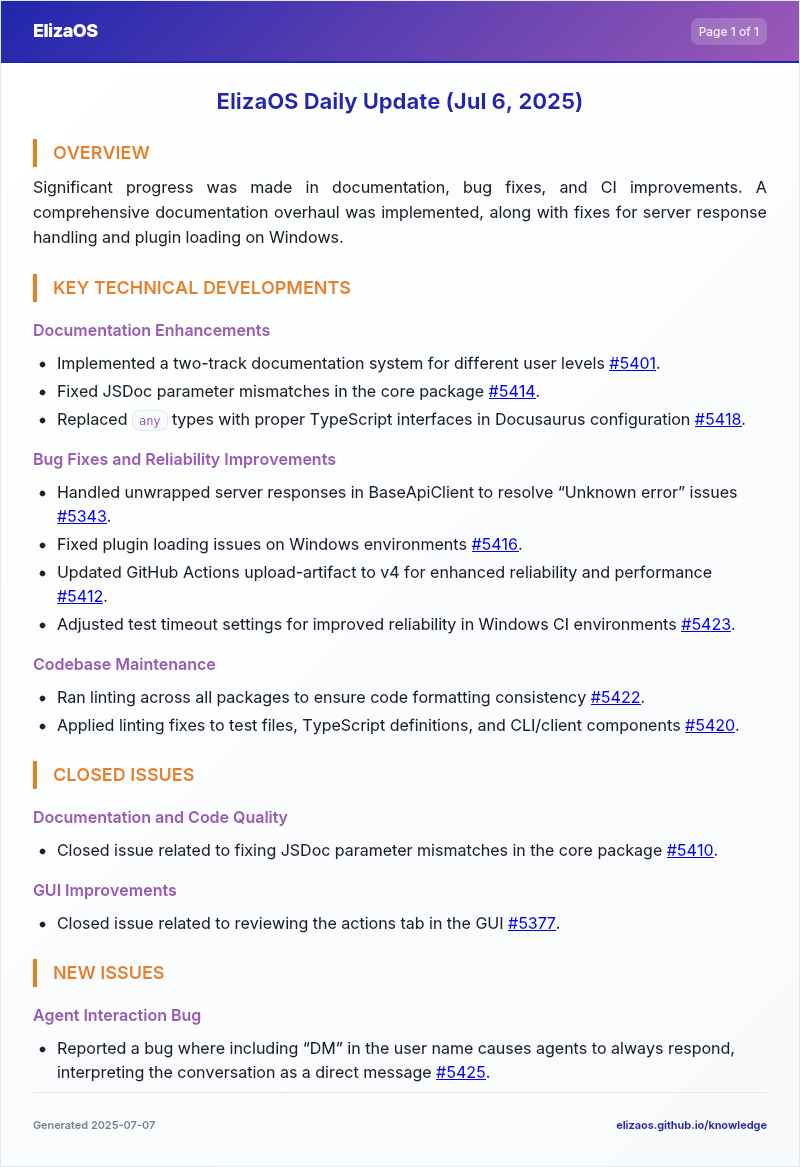 ElizaOS
Page 1 of 1
ElizaOS Daily Update (Jul 6, 2025)
OVERVIEW
Significant progress was made in documentation, bug fixes, and CI improvements. A
comprehensive documentation overhaul was implemented, along with fixes for server response
handling and plugin loading on Windows.
KEY TECHNICAL DEVELOPMENTS
Documentation Enhancements
• Implemented a two-track documentation system for different user levels #5401.
• Fixed JSDoc parameter mismatches in the core package #5414.
• Replaced any types with proper TypeScript interfaces in Docusaurus configuration #5418.
Bug Fixes and Reliability Improvements
• Handled unwrapped server responses in BaseApiClient to resolve “Unknown error” issues
#5343.
• Fixed plugin loading issues on Windows environments #5416.
• Updated GitHub Actions upload-artifact to v4 for enhanced reliability and performance
#5412.
• Adjusted test timeout settings for improved reliability in Windows CI environments #5423.
Codebase Maintenance
• Ran linting across all packages to ensure code formatting consistency #5422.
• Applied linting fixes to test files, TypeScript definitions, and CLI/client components #5420.
CLOSED ISSUES
Documentation and Code Quality
• Closed issue related to fixing JSDoc parameter mismatches in the core package #5410.
GUI Improvements
• Closed issue related to reviewing the actions tab in the GUI #5377.
NEW ISSUES
Agent Interaction Bug
• Reported a bug where including “DM” in the user name causes agents to always respond,
interpreting the conversation as a direct message #5425.
Generated 2025-07-07
elizaos.github.io/knowledge